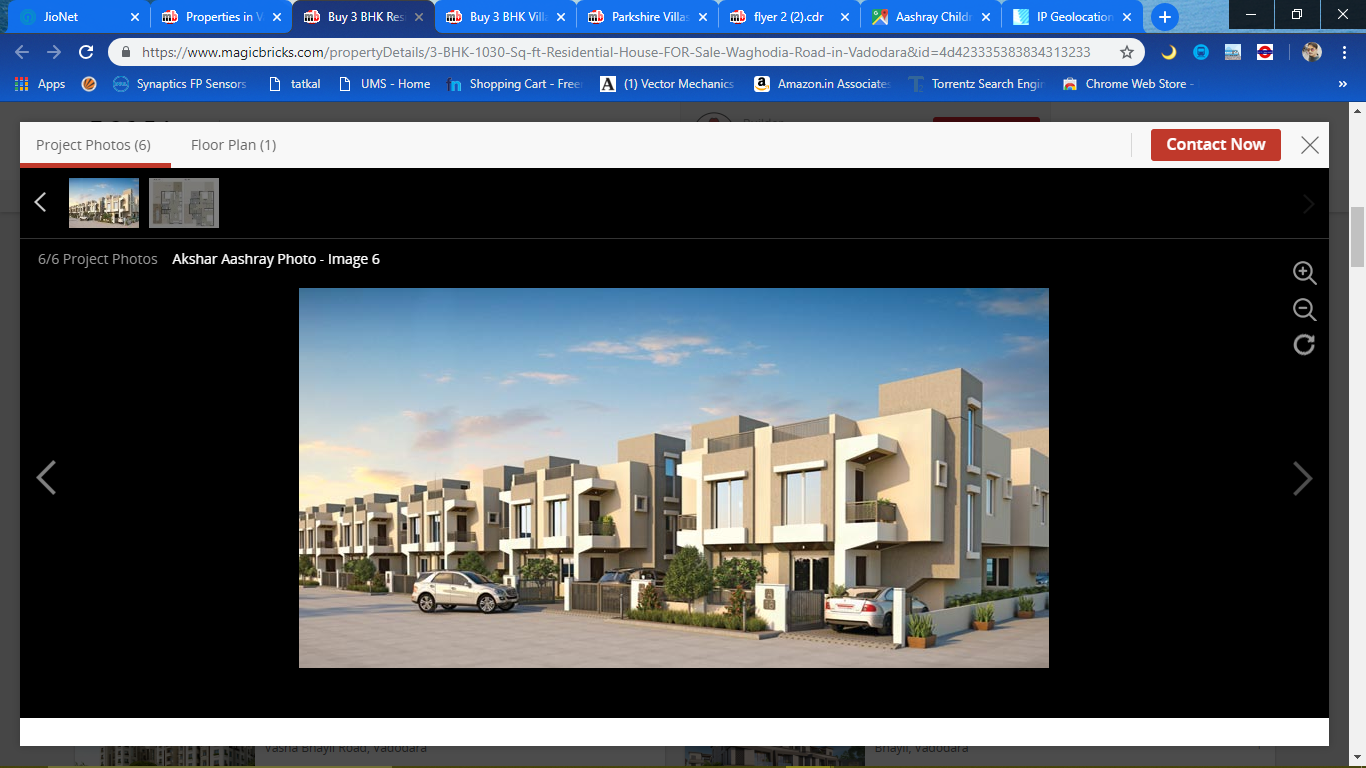 JioNet
Properties in V
Buy 3 BHK Res
Buy 3 BHK Villa
Parkshire Villas
flyer 2 (2).cdr
Aashray Childr
IP Geolocation
https://www.magicbricks.com/propertyDetails/3-BHK-1030-Sq-ft-Residential-House-FOR-Sale-Waghodia-Road-in-Vadodara&id=4d423335383834313233
Apps
Synaptics FP Sensors
tatkal
UMS - Home
Shopping Cart - Free
(1) Vector Mechanics
Amazon.in Associate
Torrentz Search Engin
Chrome Web Store -
Builder
Project Photos (6)
Floor Plan (1)
Contact Now
6/6 Project Photos Akshar Aashray Photo - Image 6
Vasna Bhayli Road, Vadodara
Bhayli, Vadodara